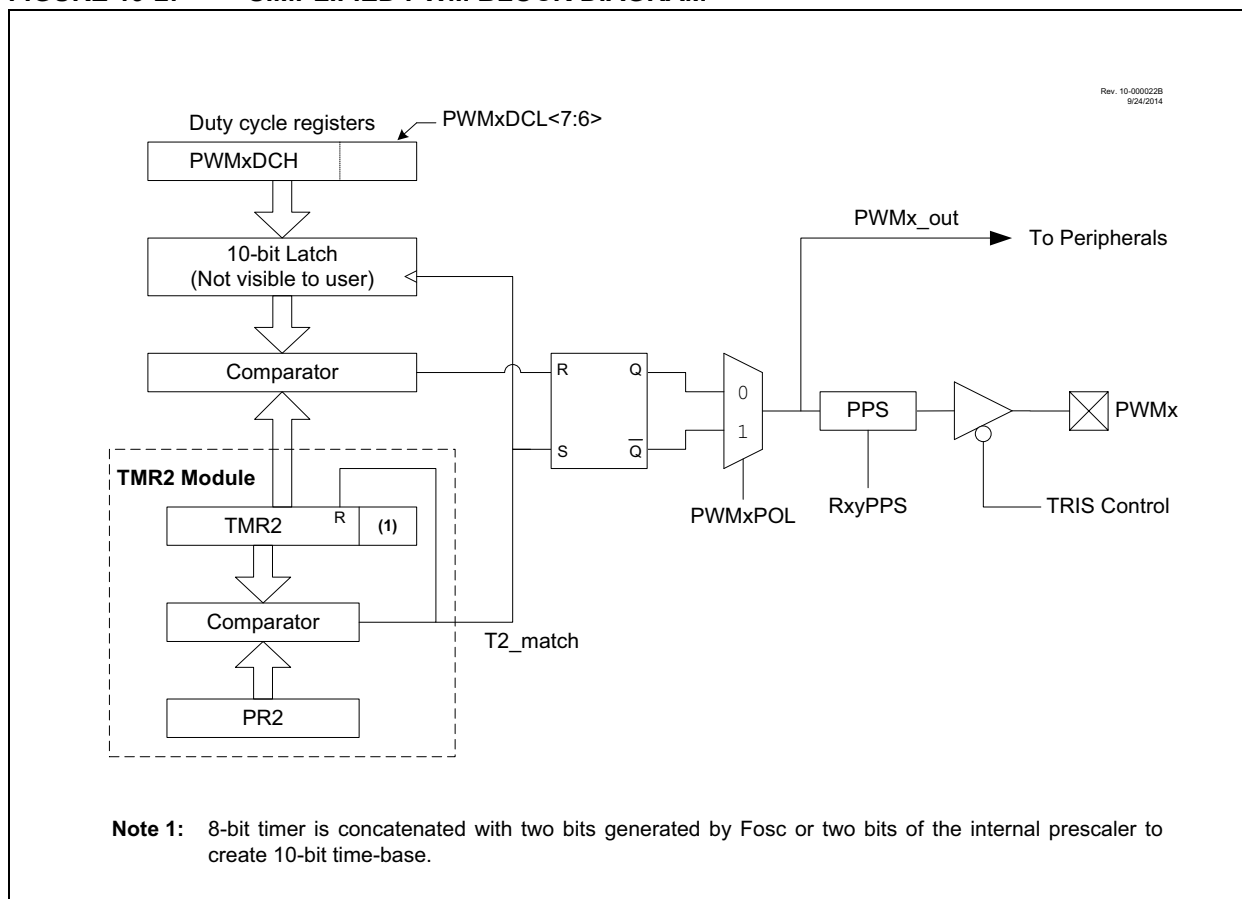 Rev. 10-000022B
9/24/2014
Duty cycle registers
PWMxDCL<7:6>
PWMxDCH
10-bit Latch
(Not visible to user)
Comparator
TMR2 Module
R
TMR2
(1)
Comparator
PR2
T2_match
R
Q
S
Q
0
1
PWMxPOL
PWMx_out
To Peripherals
PPS
RxyPPS
PWMx
TRIS Control
Note 1: 8-bit timer is concatenated with two bits generated by Fosc or two bits of the internal prescaler to
create 10-bit time-base.